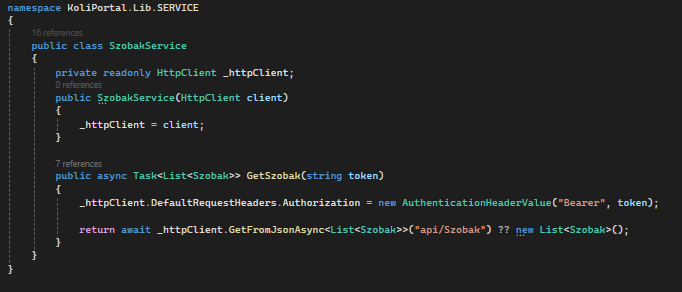 namespace KoliPortal.Lib.SERVICE
{
16 references
public class SzobakService
{
private readonly HttpClient _httpClient;
0 references
public SzobakService(HttpClient client)
{
_httpClient = client;
}
7 references
public async Task<List<Szobak>> GetSzobak(string token)
{
_httpClient.DefaultRequestHeaders.Authorization = new AuthenticationHeaderValue("Bearer", token);
return await _httpClient.GetFromJsonAsync<List<Szobak>>("api/Szobak") ?? new List<Szobak>();
}
}
}